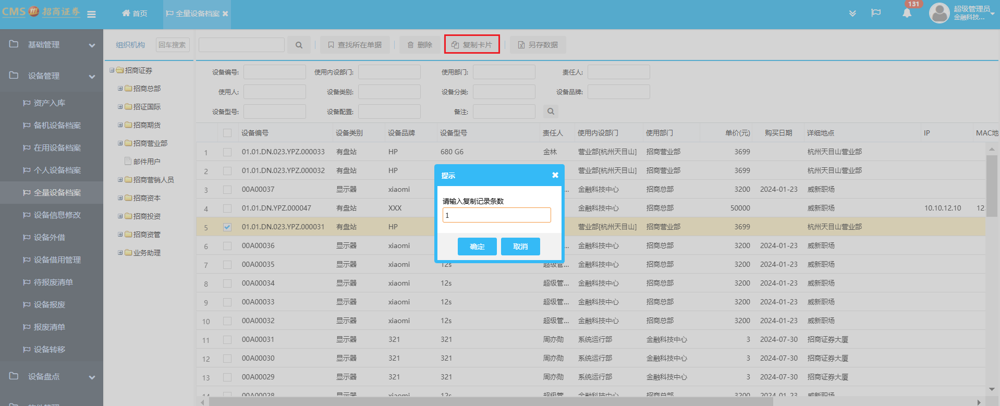 CMS 招商证券
首页
全量设备档案
131
超级管理员
金融科技...
基础管理
设备管理
资产入库
备机设备档案
在用设备档案
个人设备档案
全量设备档案
设备信息修改
设备外借
设备借用管理
待报废清单
设备报废
报废清单
设备转移
设备盘点
组织机构 回车搜索
招商证券
招商总部
招证国际
招商期货
招商营业部
邮件用户
招商营销人员
招商资本
招商投资
招商资管
业务助理
查找所在单据 删除 复制卡片 另存数据
设备编号: 使用内设部门: 使用部门: 责任人:
使用人: 设备类别: 设备分类: 设备品牌:
设备型号: 设备配置: 备注:
设备编号 设备类别 设备品牌 设备型号 责任人 使用内设部门 使用部门 单价(元) 购买日期 详细地点 IP MAC地
1 01.01.DN.023.YPZ.000033 有盘站 HP 680 G6 金林 营业部[杭州天目山] 招商营业部 3699 杭州天目山营业部
2 01.01.DN.023.YPZ.000032 有盘站 HP 营业部[杭州天目山] 招商营业部 3699 杭州天目山营业部
3 00A00037 显示器 xiaomi ... 金融科技中心 招商总部 3200 2024-01-23 威新职场
4 01.01.DN.YPZ.000047 有盘站 XXX 金融科技中心 招商总部 50000 威新职场 10.10.12.10 12
5 01.01.DN.023.YPZ.000031 有盘站 HP 营业部[杭州天目山] 招商营业部 3699 杭州天目山营业部
6 00A00036 显示器 xiaomi ... 金融科技中心 招商总部 3200 2024-01-23 威新职场
7 00A00035 显示器 xiaomi 12s 超级管... 金融科技中心 招商总部 3200 2024-01-23 威新职场
8 00A00034 显示器 xiaomi 12s 超级管... 金融科技中心 招商总部 3200 2024-01-23 威新职场
9 00A00033 显示器 xiaomi 12s 超级管... 金融科技中心 招商总部 3200 2024-01-23 威新职场
10 00A00032 显示器 xiaomi 12s 超级管... 金融科技中心 招商总部 3200 2024-01-23 威新职场
11 00A00031 显示器 321 321 周亦勋 系统运行部 金融科技中心 3 2024-07-30 招商证券大厦
12 00A00030 显示器 321 321 周亦勋 系统运行部 金融科技中心 3 2024-07-30 招商证券大厦
13 00A00029 显示器 321 321 周亦勋 系统运行部 金融科技中心 3 2024-07-30 招商证券大厦
14 00A00028 显示器 xiaomi 12s 超级管... 金融科技中心 招商总部 3200 2024-01-23 威新职场
提示
请输入复制记录条数
1
确定 取消